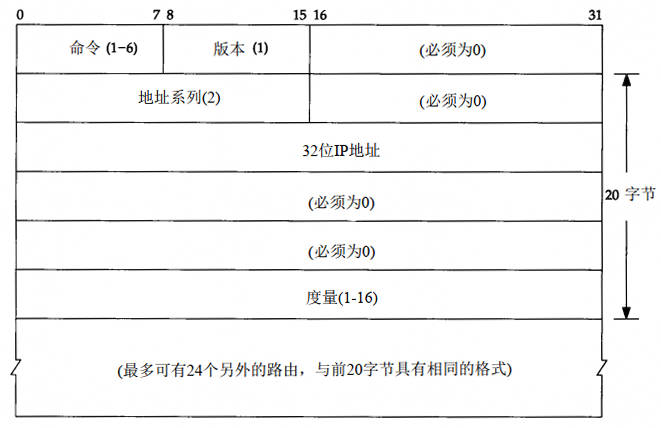 0 7 8 15 16 31
命令 (1-6) 版本 (1) (必须为0)
地址系列(2) (必须为0)
32位IP地址
(必须为0)
20 字节
(必须为0)
度量(1-16)
(最多可有24个另外的路由，与前20字节具有相同的格式)